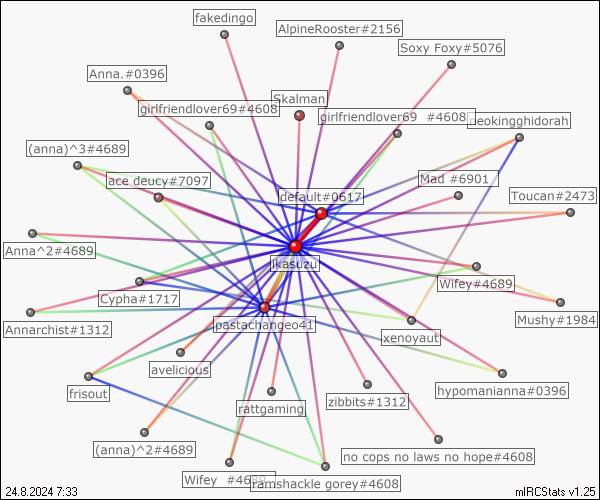 fakedingo
AlpineRooster#2156
Soxy Foxy#5076
Anna.#0396
Skalman
girlfriendlover69#4608
girlfriendlover69 #4608
neokingghidorah
(anna)^3#4689
ace deucy#7097
Mad #6901
default#0617
Toucan#2473
Anna^2#4689
ikasuzu
Wifey#4689
Cypha#1717
Mushy#1984
Annarchist#1312
pastachangeo41
xenoyaut
avelicious
frisout
hypomanianna#0396
zibbits#1312
rattgaming
(anna)^2#4689
no cops no laws no hope#4608
Wifey #4689
ramshackle gorey#4608
24.8.2024 7:33
mIRCStats v1.25